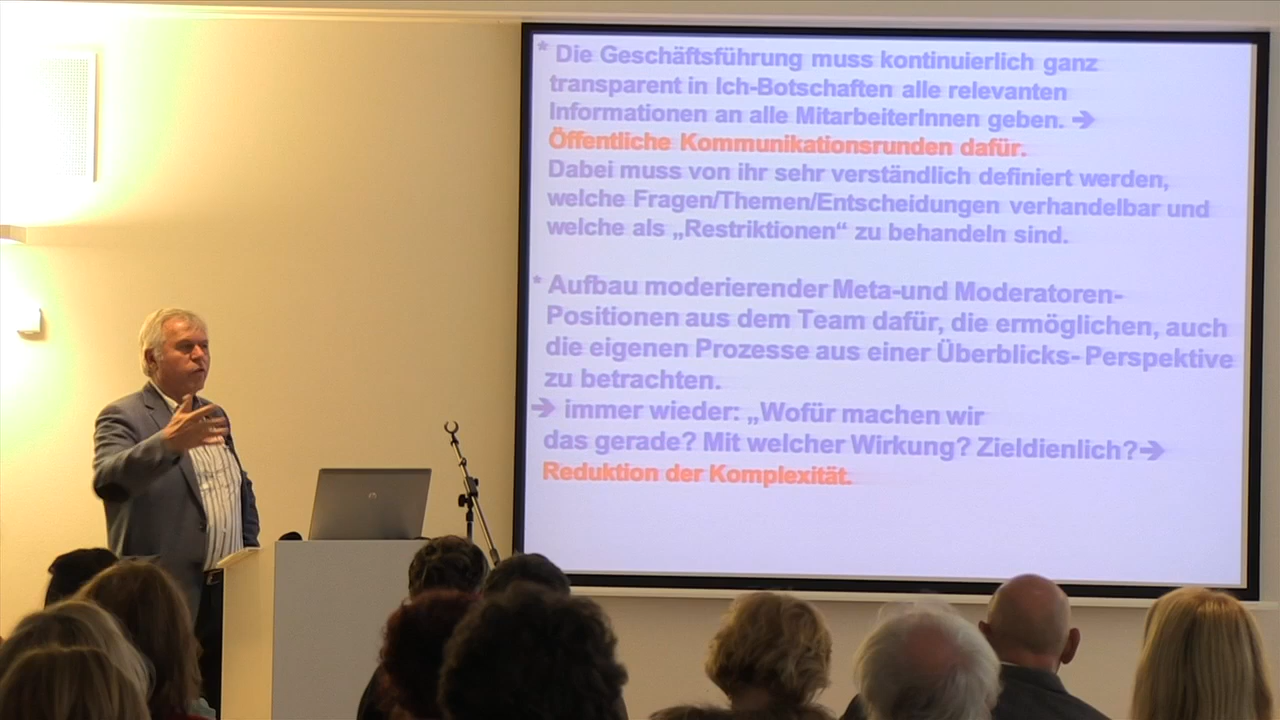 * Die Geschäftsführung muss kontinuierlich ganz
transparent in Ich-Botschaften alle relevanten
Informationen an alle MitarbeiterInnen geben. ➔
Öffentliche Kommunikationsrunden dafür.
Dabei muss von ihr sehr verständlich definiert werden,
welche Fragen/Themen/Entscheidungen verhandelbar und
welche als „Restriktionen“ zu behandeln sind.
* Aufbau moderierender Meta-und Moderatoren-
Positionen aus dem Team dafür, die ermöglichen, auch
die eigenen Prozesse aus einer Überblicks- Perspektive
zu betrachten.
➔ immer wieder: „Wofür machen wir
das gerade? Mit welcher Wirkung? Zieldienlich?➔
Reduktion der Komplexität.